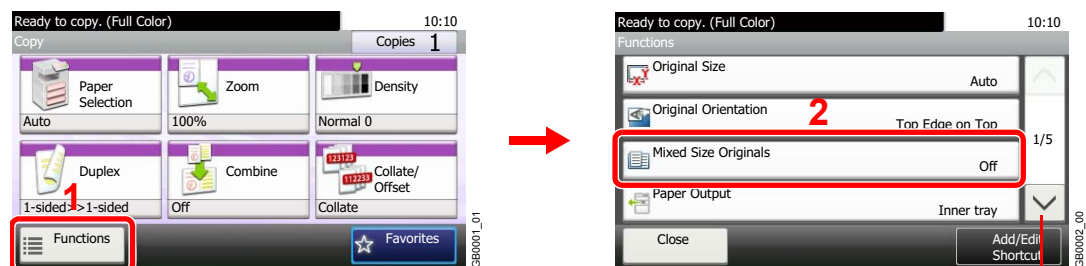 Ready to copy. (Full Color)
10:10
Copy
Copies 1
Paper
Selection
Auto
Zoom
100%
Density
Normal 0
Duplex
1-sided>>1-sided
Combine
Off
123123
112233
Collate/
Offset
Collate
1
Functions
Favorites
GB0001_01
Ready to copy. (Full Color)
10:10
Functions
Original Size
Auto
Original Orientation
Top Edge on Top
2
Mixed Size Originals
Off
Paper Output
Inner tray
1/5
Close
Add/Edit
Shortcut
GB0002_00